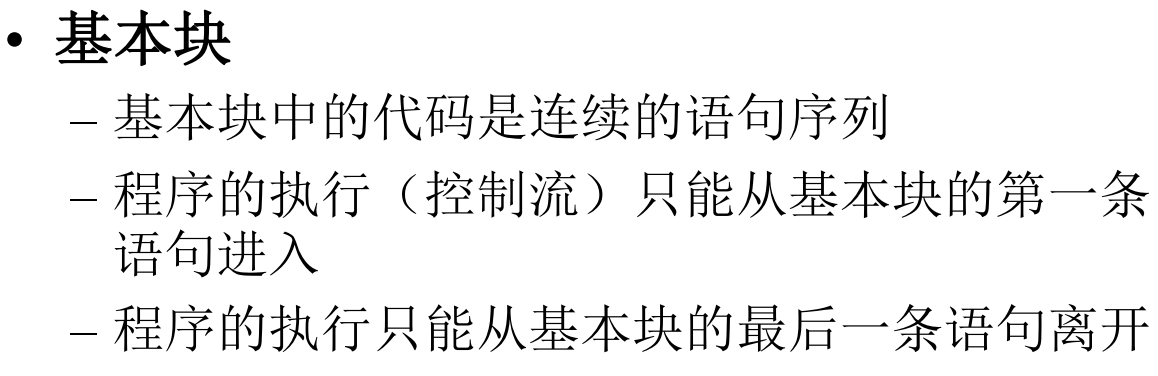 • 基本块
– 基本块中的代码是连续的语句序列
– 程序的执行（控制流）只能从基本块的第一条
语句进入
– 程序的执行只能从基本块的最后一条语句离开